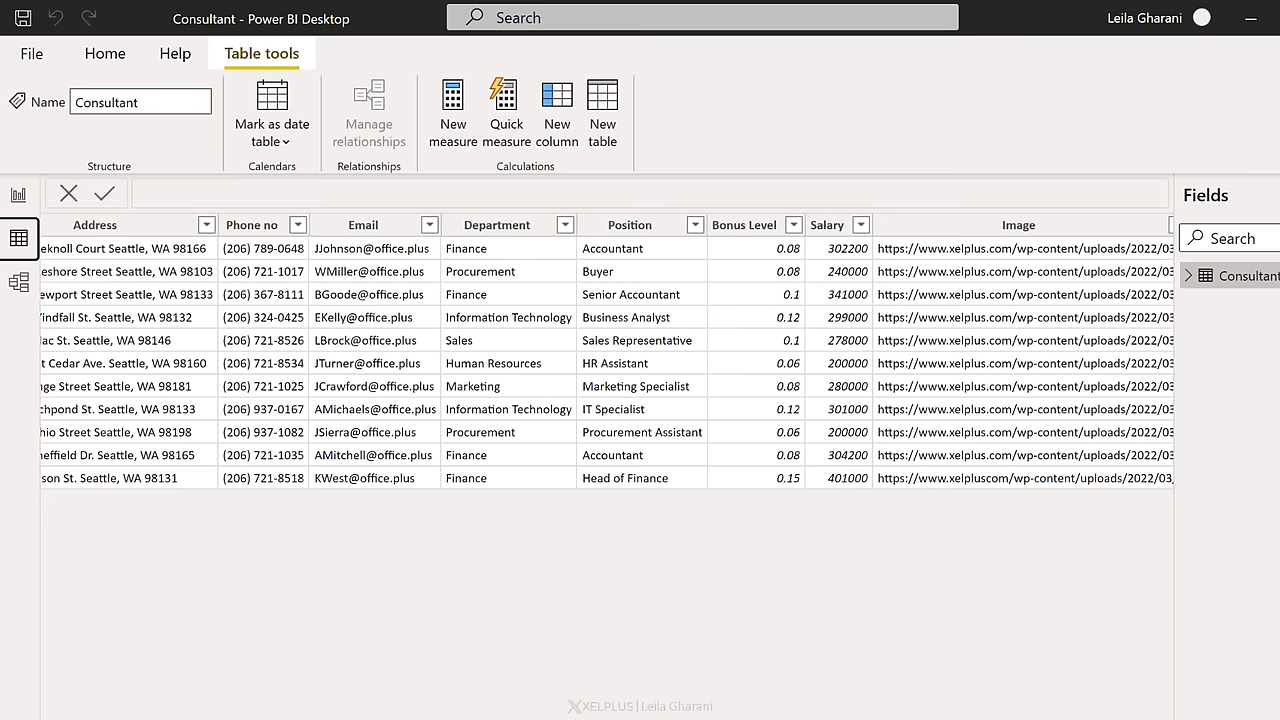 Consultant - Power BI Desktop
Search
Leila Gharani
File Home Help Table tools
Name Consultant
Mark as date table
Manage relationships
New measure
Quick measure
New column
New table
Structure Calendars Relationships Calculations
Fields
Search
Consultant
Address Phone no Email Department Position Bonus Level Salary Image
eknoll Court Seattle, WA 98166 (206) 789-0648 JJohnson@office.plus Finance Accountant 0.08 302200 https://www.xelplus.com/wp-content/uploads/2022/03
eshore Street Seattle, WA 98103 (206) 721-1017 WMiller@office.plus Procurement Buyer 0.08 240000 https://www.xelplus.com/wp-content/uploads/2022/03
ewport Street Seattle, WA 98133 (206) 367-8111 BGoode@office.plus Finance Senior Accountant 0.1 341000 https://www.xelplus.com/wp-content/uploads/2022/03
indfall St. Seattle, WA 98132 (206) 324-0425 EKelly@office.plus Information Technology Business Analyst 0.12 299000 https://www.xelplus.com/wp-content/uploads/2022/03
ac St. Seattle, WA 98146 (206) 721-8526 LBrock@office.plus Sales Sales Representative 0.1 278000 https://www.xelplus.com/wp-content/uploads/2022/03
t Cedar Ave. Seattle, WA 98160 (206) 721-8534 JTurner@office.plus Human Resources HR Assistant 0.06 200000 https://www.xelplus.com/wp-content/uploads/2022/03
nge Street Seattle, WA 98181 (206) 721-1025 JCrawford@office.plus Marketing Marketing Specialist 0.08 280000 https://www.xelplus.com/wp-content/uploads/2022/03
chpond St. Seattle, WA 98133 (206) 937-0167 AMichaels@office.plus Information Technology IT Specialist 0.12 301000 https://www.xelplus.com/wp-content/uploads/2022/03
hio Street Seattle, WA 98198 (206) 937-1082 JSierra@office.plus Procurement Procurement Assistant 0.06 200000 https://www.xelplus.com/wp-content/uploads/2022/03
effield Dr. Seattle, WA 98165 (206) 721-1035 AMitchell@office.plus Finance Accountant 0.08 304200 https://www.xelplus.com/wp-content/uploads/2022/03
son St. Seattle, WA 98131 (206) 721-8518 KWest@office.plus Finance Head of Finance 0.15 401000 https://www.xelpluscom/wp-content/uploads/2022/03/
XELPLUS | Leila Gharani